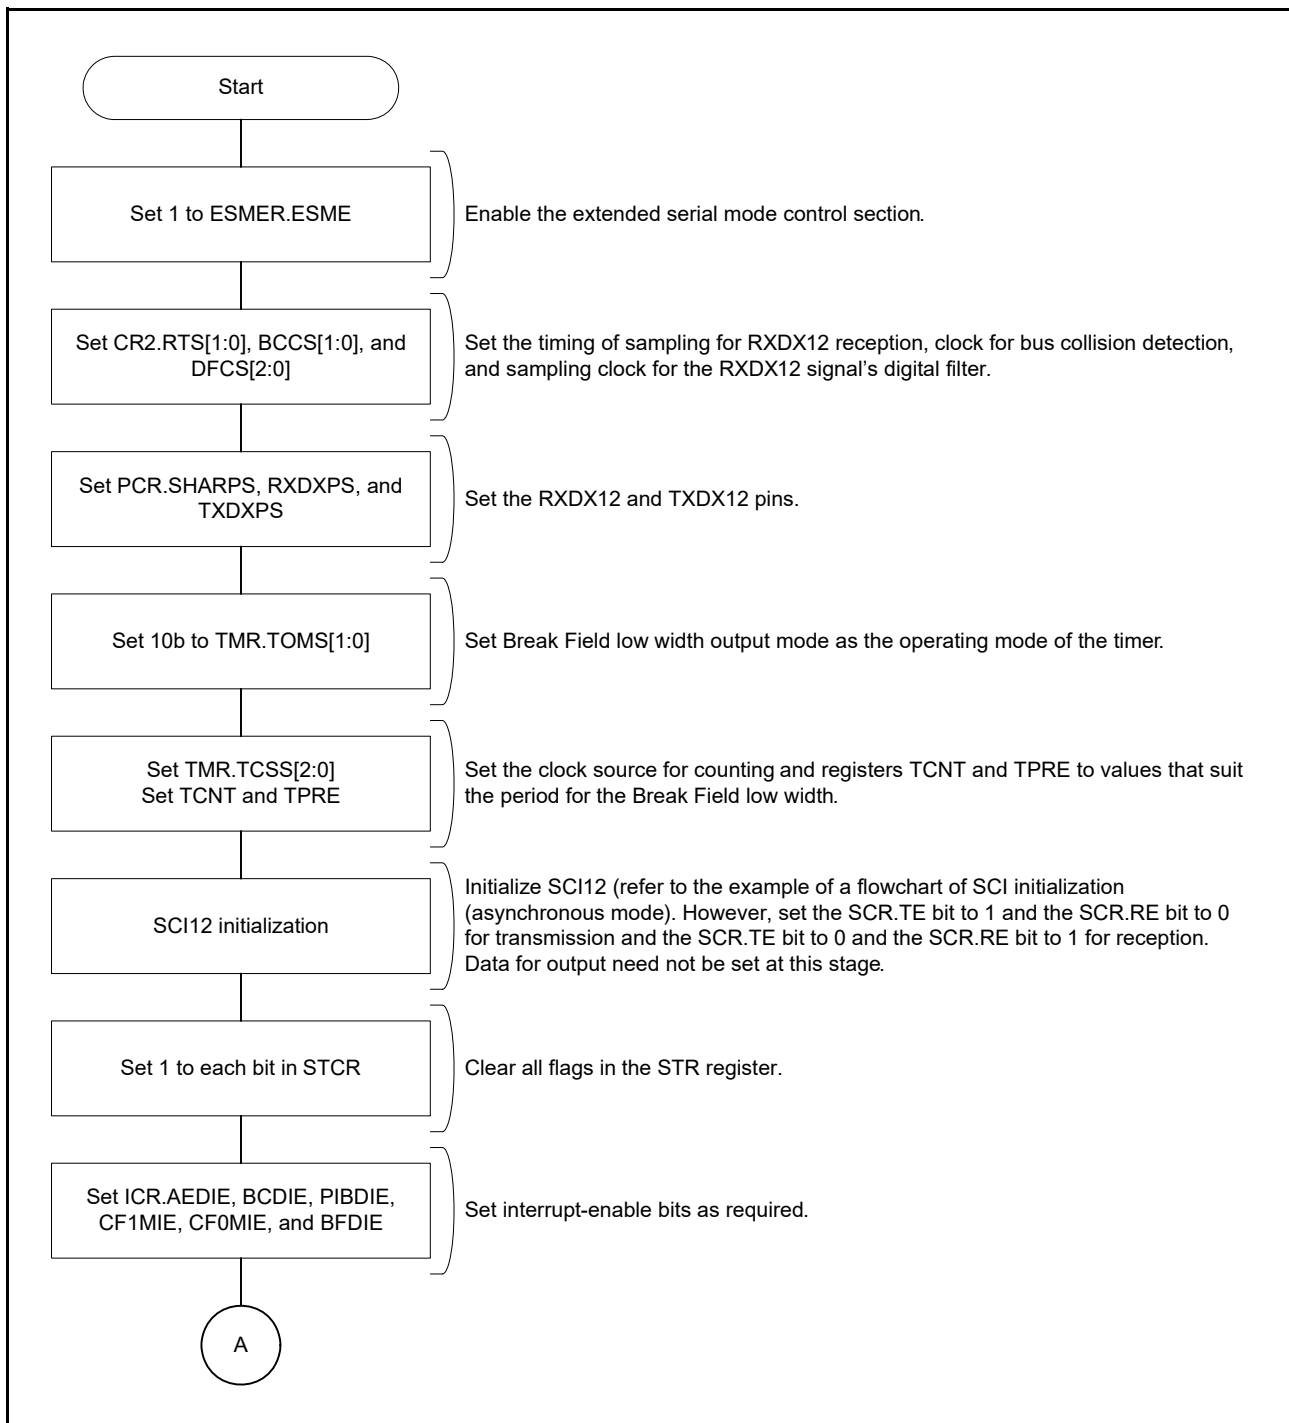 Start
Set 1 to ESMER.ESME
Enable the extended serial mode control section.
Set CR2.RTS[1:0], BCCS[1:0], and
DFCS[2:0]
Set the timing of sampling for RXDX12 reception, clock for bus collision detection,
and sampling clock for the RXDX12 signal's digital filter.
Set PCR.SHARPS, RXDXPS, and
TXDXPS
Set the RXDX12 and TXDX12 pins.
Set 10b to TMR.TOMS[1:0]
Set Break Field low width output mode as the operating mode of the timer.
Set TMR.TCSS[2:0]
Set TCNT and TPRE
Set the clock source for counting and registers TCNT and TPRE to values that suit
the period for the Break Field low width.
SCI12 initialization
Initialize SCI12 (refer to the example of a flowchart of SCI initialization
(asynchronous mode). However, set the SCR.TE bit to 1 and the SCR.RE bit to 0
for transmission and the SCR.TE bit to 0 and the SCR.RE bit to 1 for reception.
Data for output need not be set at this stage.
Set 1 to each bit in STCR
Clear all flags in the STR register.
Set ICR.AEDIE, BCDIE, PIBDIE,
CF1MIE, CF0MIE, and BFDIE
Set interrupt-enable bits as required.
A